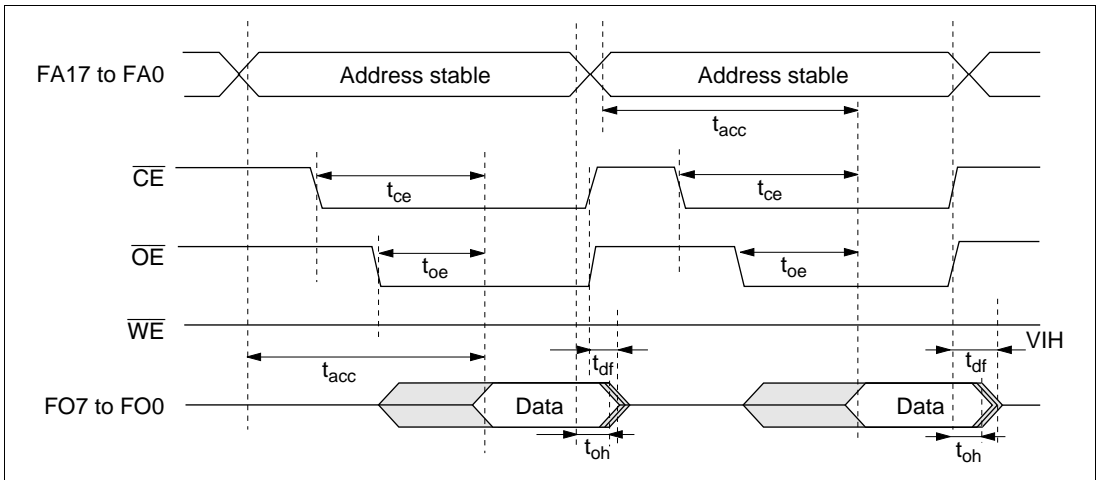 FA17 to FA0
Address stable
Address stable
tacc
CE
tce
tce
OE
toe
toe
WE
VIH
tacc
tdf
tdf
FO7 to FO0
Data
Data
toh
toh